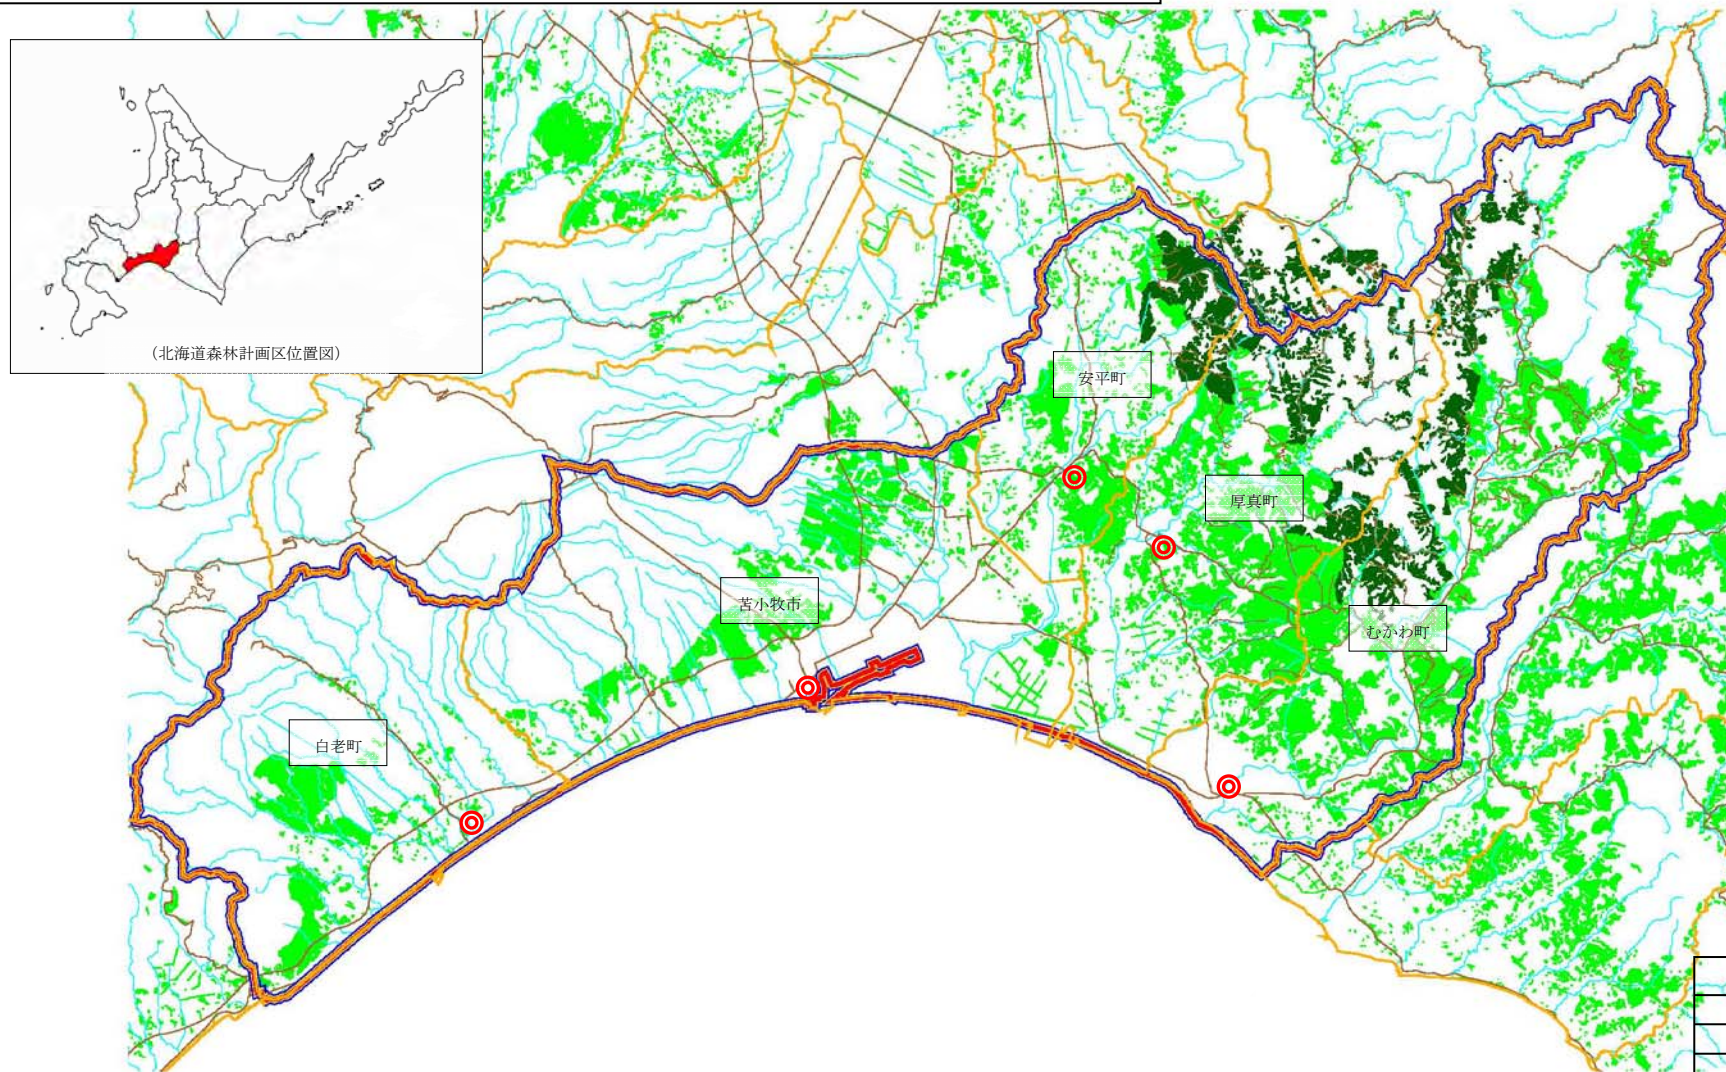 (北海道森林計画区位置図)
安平町
厚真町
苫小牧市
むかわ町
白老町